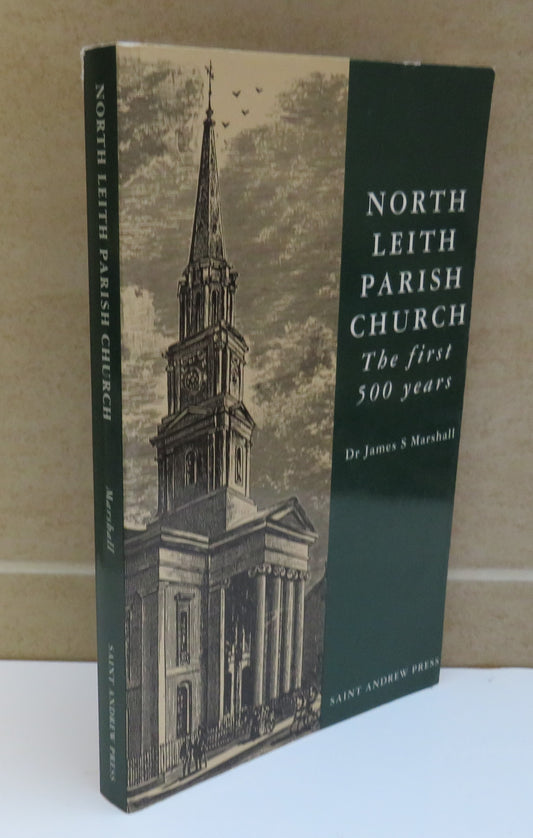 NORTH LEITH PARISH CHURCH Marshall SAINT ANDREW PRESS
NORTH
LEITH
PARISH
CHURCH
The first
500 years
Dr James S Marshall
SAINT ANDREW PRESS